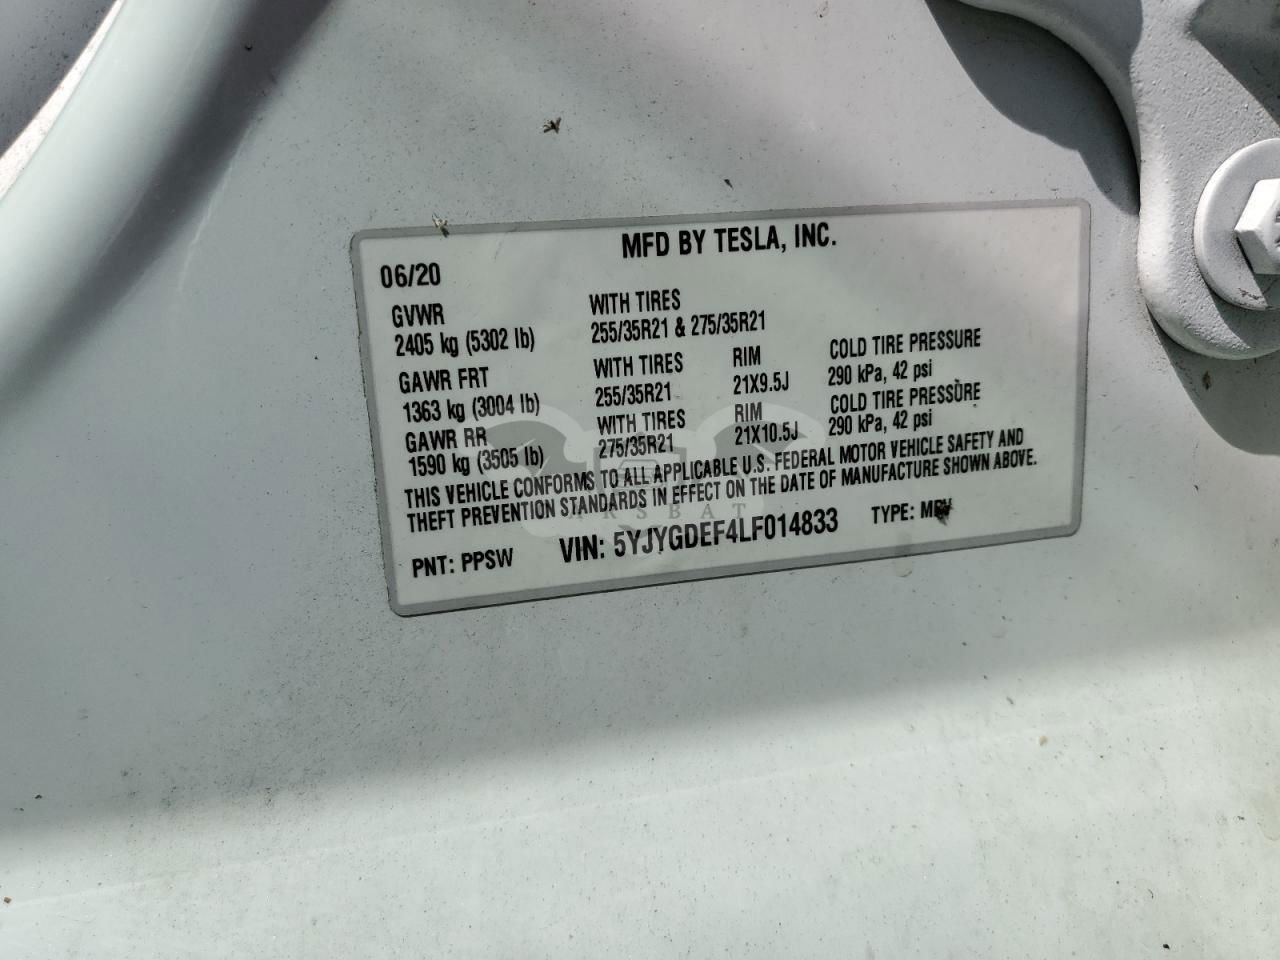 MFD BY TESLA, INC.
06/20
GVWR WITH TIRES
2405 kg (5302 lb) 255/35R21 & 275/35R21
GAWR FRT WITH TIRES RIM COLD TIRE PRESSURE
1363 kg (3004 lb) 255/35R21 21X9.5J 290 kPa, 42 psi
GAWR RR WITH TIRES RIM COLD TIRE PRESSURE
1590 kg (3505 lb) 275/35R21 21X10.5J 290 kPa, 42 psi
THIS VEHICLE CONFORMS TO ALL APPLICABLE U.S. FEDERAL MOTOR VEHICLE SAFETY AND
THEFT PREVENTION STANDARDS IN EFFECT ON THE DATE OF MANUFACTURE SHOWN ABOVE.
ARSBAT
PNT: PPSW VIN: 5YJYGDEF4LF014833 TYPE: MPV